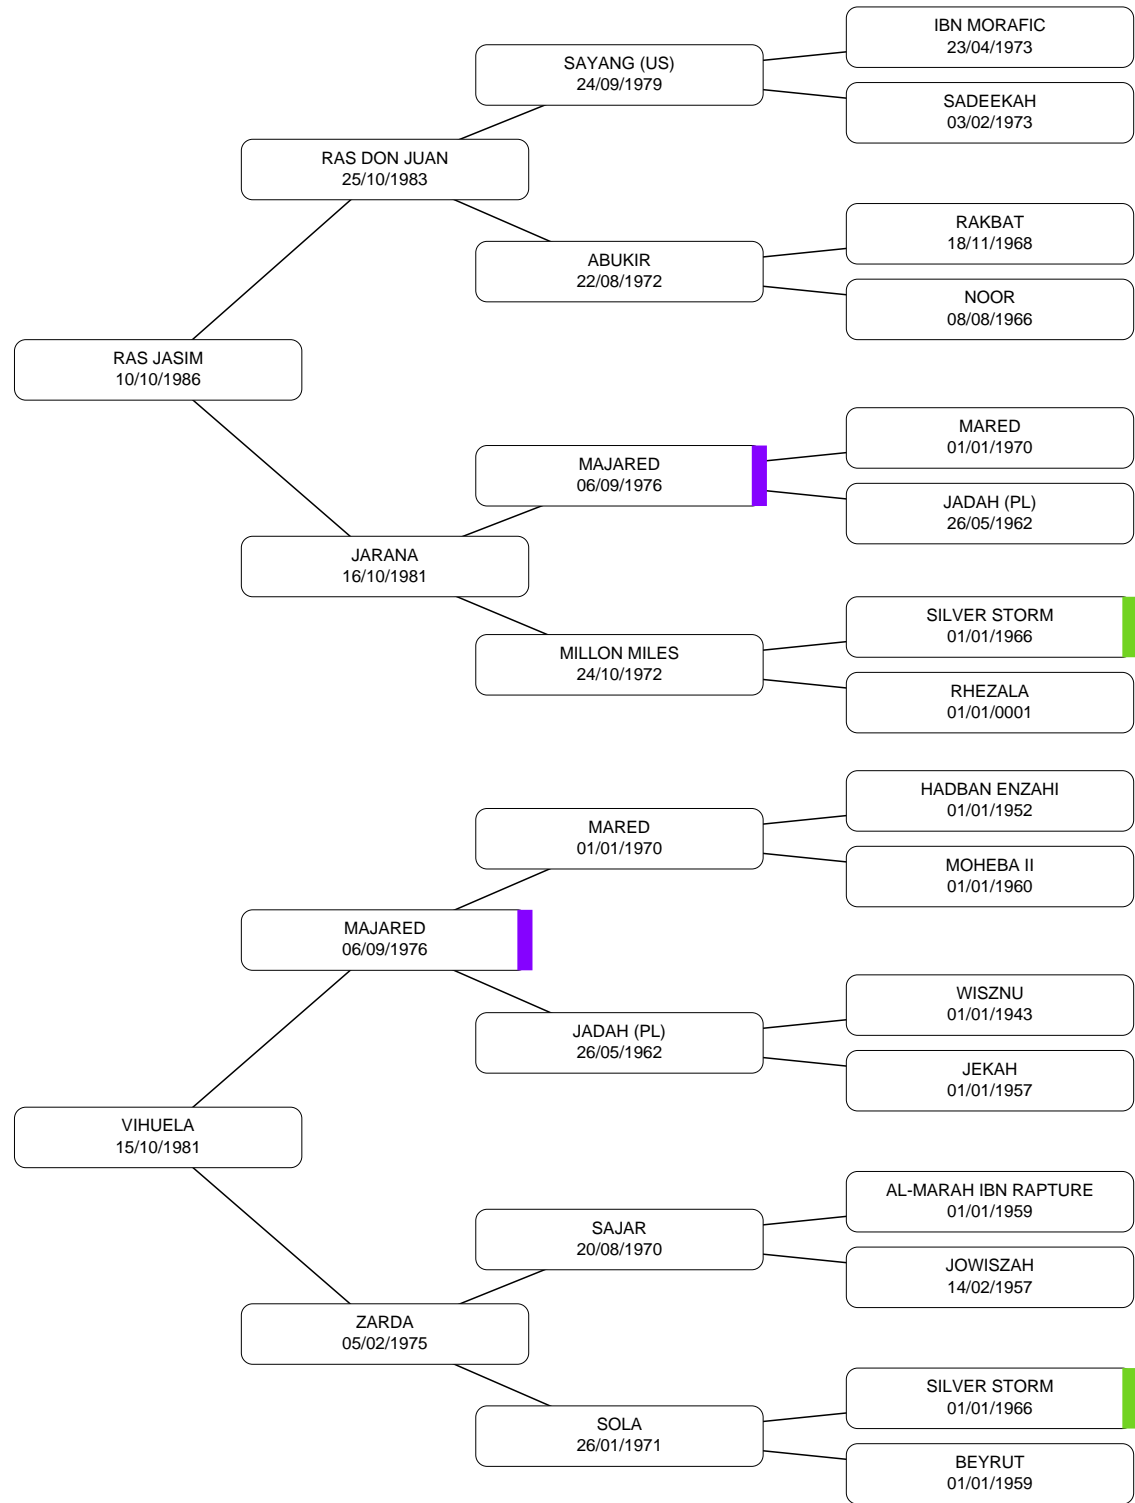 IBN MORAFIC
23/04/1973
SAYANG (US)
24/09/1979
SADEEKAH
03/02/1973
RAS DON JUAN
25/10/1983
RAKBAT
18/11/1968
ABUKIR
22/08/1972
NOOR
08/08/1966
RAS JASIM
10/10/1986
MARED
01/01/1970
MAJARED
06/09/1976
JADAH (PL)
26/05/1962
JARANA
16/10/1981
SILVER STORM
01/01/1966
MILLON MILES
24/10/1972
RHEZALA
01/01/0001
HADBAN ENZAHI
01/01/1952
MARED
01/01/1970
MOHEBA II
01/01/1960
MAJARED
06/09/1976
WISZNU
01/01/1943
JADAH (PL)
26/05/1962
JEKAH
01/01/1957
VIHUELA
15/10/1981
AL-MARAH IBN RAPTURE
01/01/1959
SAJAR
20/08/1970
JOWISZAH
14/02/1957
ZARDA
05/02/1975
SILVER STORM
01/01/1966
SOLA
26/01/1971
BEYRUT
01/01/1959